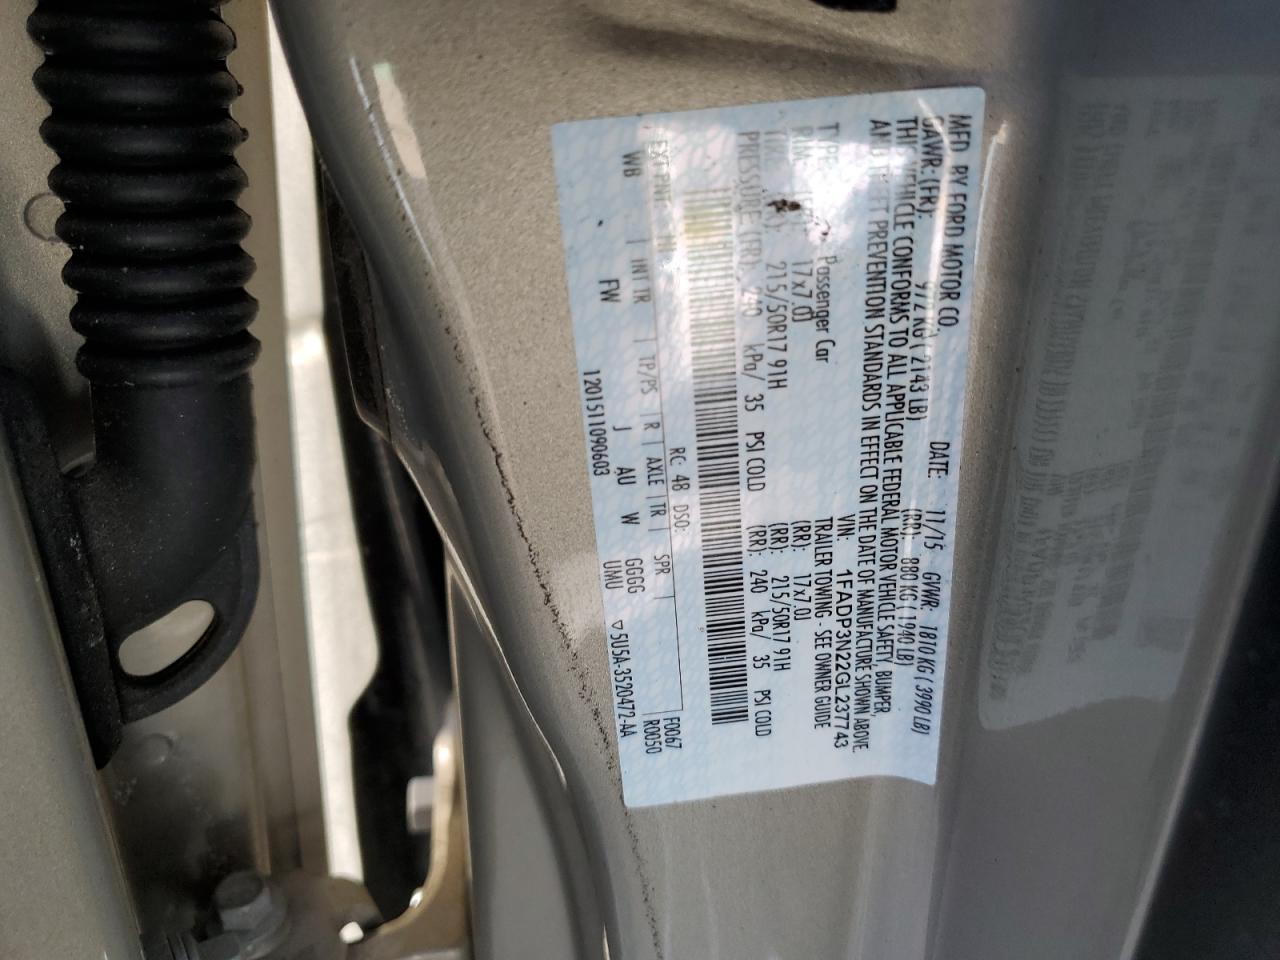 MFD. BY FORD MOTOR CO.
DATE: 11/15 GVWR: 1810 KG ( 3990 LB)
GAWR: (FR): 972 KG ( 2143 LB) (RR): 880 KG ( 1940 LB)
THIS VEHICLE CONFORMS TO ALL APPLICABLE FEDERAL MOTOR VEHICLE SAFETY, BUMPER,
AND THEFT PREVENTION STANDARDS IN EFFECT ON THE DATE OF MANUFACTURE SHOWN ABOVE.
VIN: 1FADP3N22GL237743
TYPE: Passenger Car TRAILER TOWING - SEE OWNER GUIDE
RIM: 17x7.0J (RR): 17x7.0J
215/50R17 91H (RR): 215/50R17 91H
PRESSURE (FR): 240 kPa/ 35 PSI COLD (RR): 240 kPa/ 35 PSI COLD
F0067
RC: 48 DSO: R0050
WB INT TR TP/PS R AXLE TR SPR
FW J AU W GGGG
UMU ▽5U5A-3520472-AA
120151109​0603